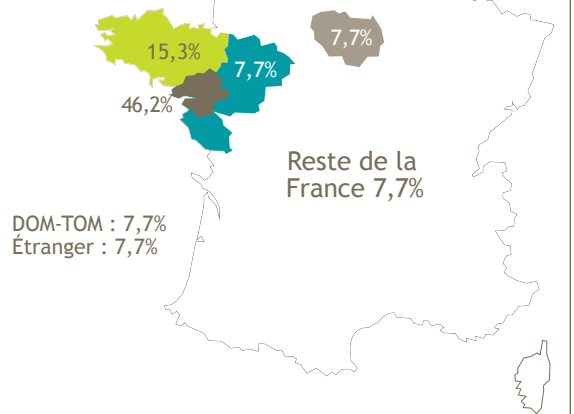 7,7%
15,3%
7,7%
46,2%
Reste de la
France 7,7%
DOM-TOM : 7,7%
Étranger : 7,7%